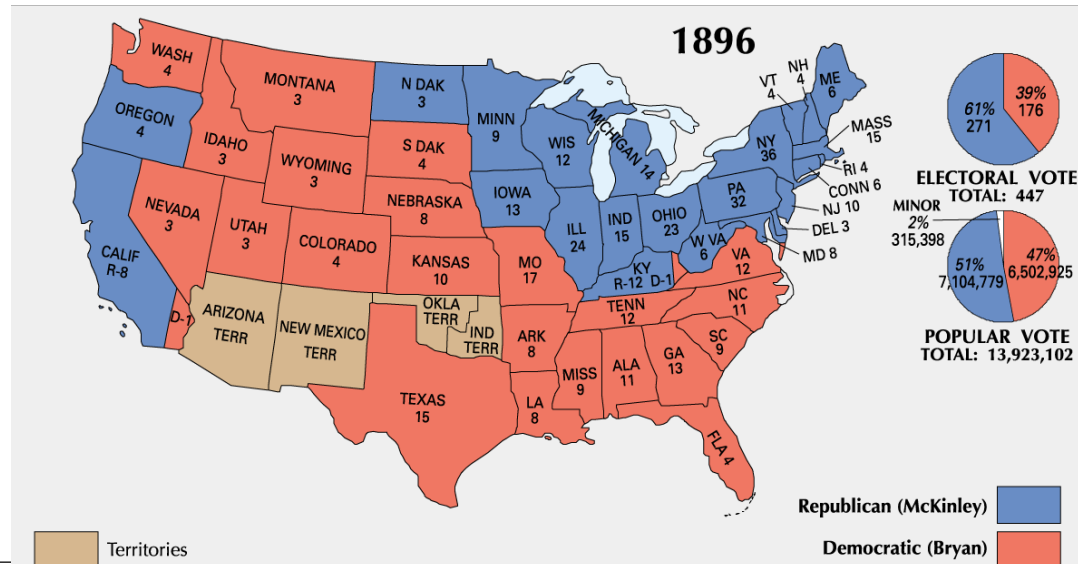 1896
WASH
4
MONTANA
3
N DAK
3
MINN
9
OREGON
4
IDAHO
3
WYOMING
3
S DAK
4
WIS
12
MICHIGAN 14
VT
4
NH
4
ME
6
MASS
15
NY
36
RI 4
CONN 6
NJ 10
DEL 3
MD 8
PA
32
NEBRASKA
8
IOWA
13
NEVADA
3
UTAH
3
COLORADO
4
KANSAS
10
MO
17
ILL
24
IND
15
OHIO
23
W VA
6
VA
12
CALIF
R-8
D-1
KY
R-12 D-1
ARIZONA
TERR
NEW MEXICO
TERR
OKLA
TERR
IND
TERR
ARK
8
TENN
12
NC
11
SC
9
TEXAS
15
LA
8
MISS
9
ALA
11
GA
13
FLA 4
61%
271
39%
176
ELECTORAL VOTE
TOTAL: 447
MINOR
2%
315,398
51%
7,104,779
47%
6,502,925
POPULAR VOTE
TOTAL: 13,923,102
Republican (McKinley)
Democratic (Bryan)
Territories